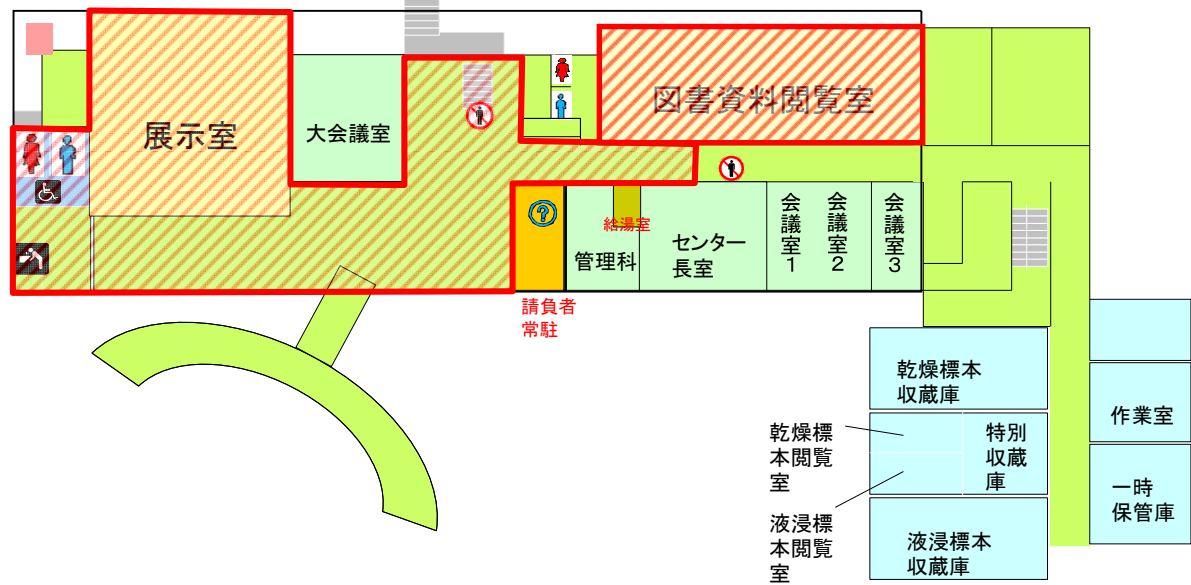 展示室
大会議室
図書資料閲覧室
?
給湯室
管理科
センター
長室
会議室1
会議室2
会議室3
請負者
常駐
乾燥標本
収蔵庫
乾燥標
本閲覧
室
特別
収蔵
庫
作業室
一時
保管庫
液浸標
本閲覧
室
液浸標本
収蔵庫